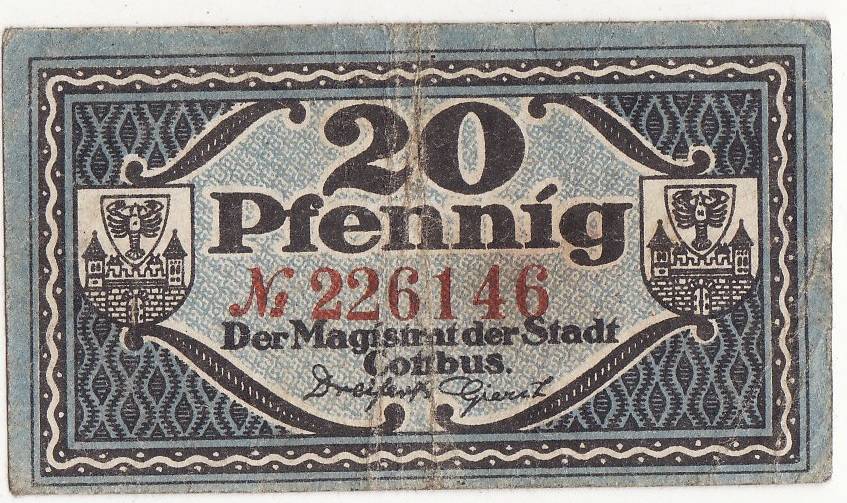 20
Pfennig
№ 226146
Der Magistrat der Stadt
Cottbus.